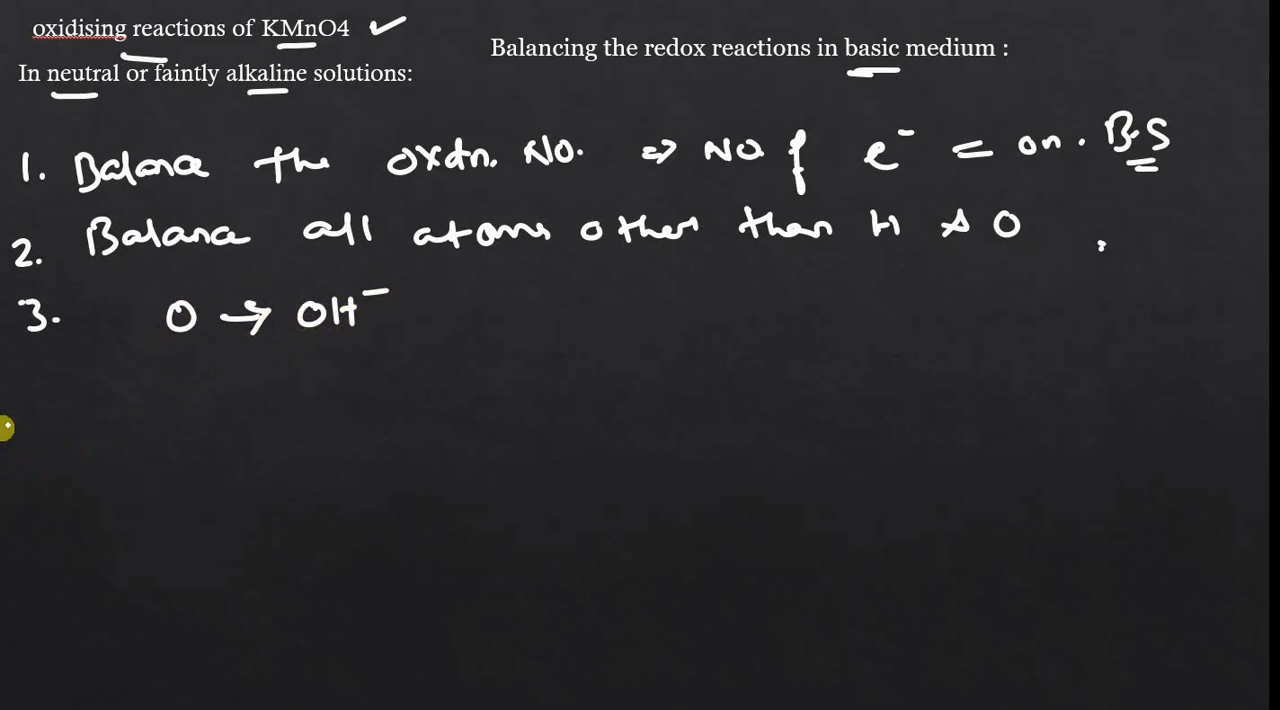 oxidising reactions of KMnO4
Balancing the redox reactions in basic medium :
In neutral or faintly alkaline solutions:
1. Balance the oxdn. No. ⇒ No of e⁻ = on. B.S
2. Balance all atoms other than H & O
3. O → OH⁻